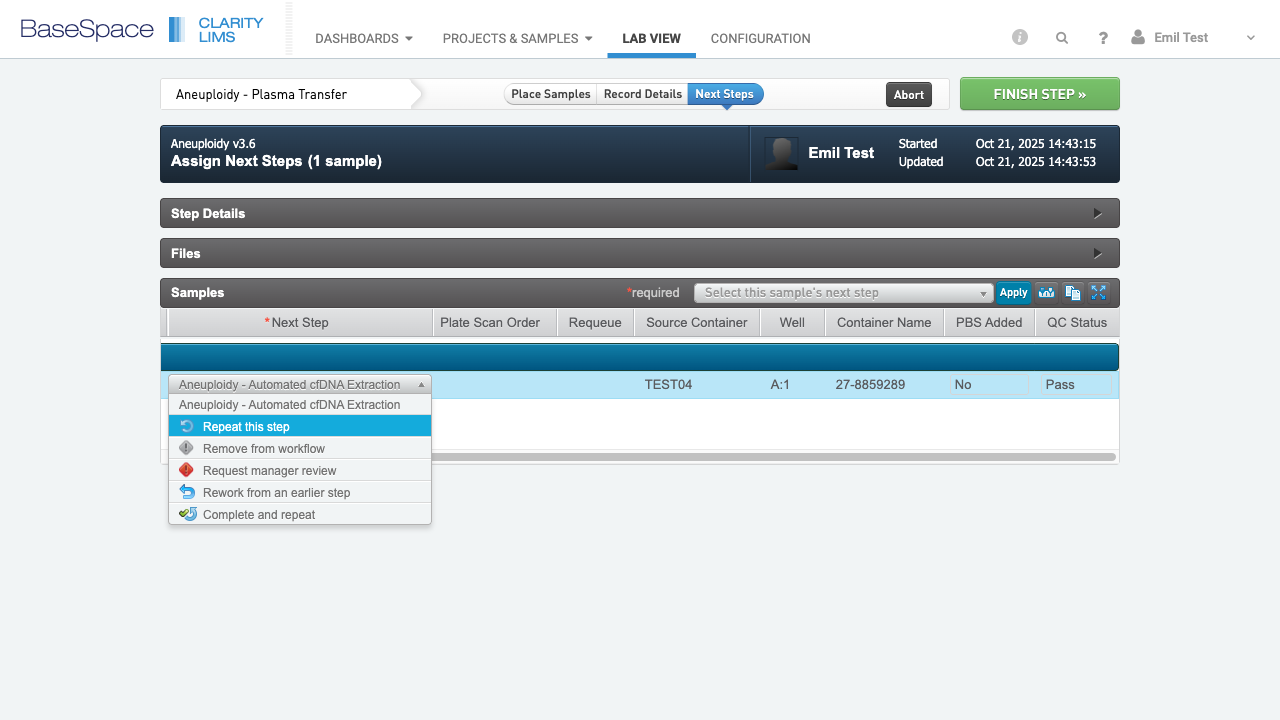 BaseSpace CLARITY LIMS
DASHBOARDS PROJECTS & SAMPLES LAB VIEW CONFIGURATION ? Emil Test
Aneuploidy - Plasma Transfer Place Samples Record Details Next Steps Abort FINISH STEP »
Aneuploidy v3.6
Assign Next Steps (1 sample)
Emil Test
Started Oct 21, 2025 14:43:15
Updated Oct 21, 2025 14:43:53
Step Details
Files
Samples *required Select this sample's next step Apply
*Next Step Plate Scan Order Requeue Source Container Well Container Name PBS Added QC Status
Aneuploidy - Automated cfDNA Extraction TEST04 A:1 27-8859289 No Pass
Aneuploidy - Automated cfDNA Extraction
Repeat this step
Remove from workflow
Request manager review
Rework from an earlier step
Complete and repeat